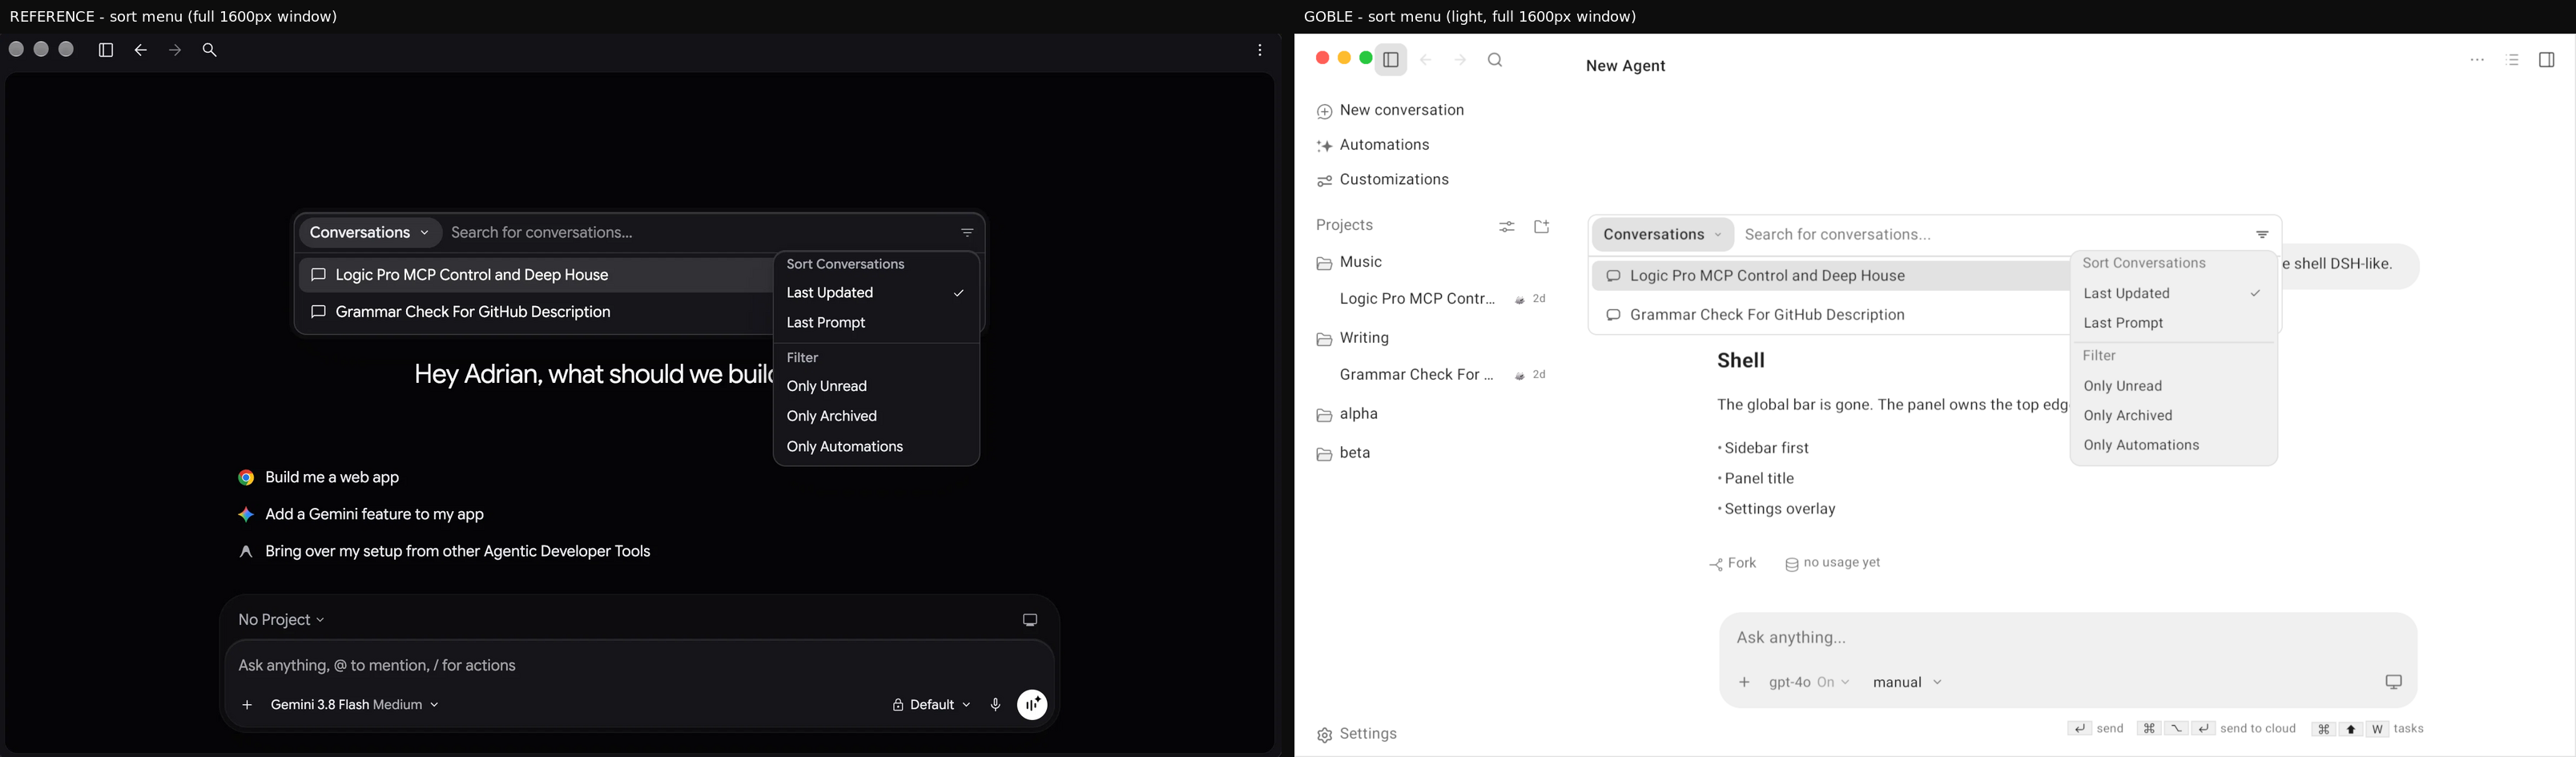 REFERENCE - sort menu (full 1600px window)
Conversations
Search for conversations...
Logic Pro MCP Control and Deep House
Grammar Check For GitHub Description
Sort Conversations
Last Updated
Last Prompt
Filter
Only Unread
Only Archived
Only Automations
Hey Adrian, what should we build
Build me a web app
Add a Gemini feature to my app
Bring over my setup from other Agentic Developer Tools
No Project
Ask anything, @ to mention, / for actions
Gemini 3.8 Flash Medium
Default
GOBLE - sort menu (light, full 1600px window)
New Agent
New conversation
Automations
Customizations
Projects
Music
Logic Pro MCP Contr... 2d
Writing
Grammar Check For ... 2d
alpha
beta
Settings
Conversations
Search for conversations...
Logic Pro MCP Control and Deep House
Grammar Check For GitHub Description
Sort Conversations
Last Updated
Last Prompt
Filter
Only Unread
Only Archived
Only Automations
e shell DSH-like.
Shell
The global bar is gone. The panel owns the top edg
• Sidebar first
• Panel title
• Settings overlay
Fork
no usage yet
Ask anything...
gpt-4o On
manual
send
send to cloud
W tasks